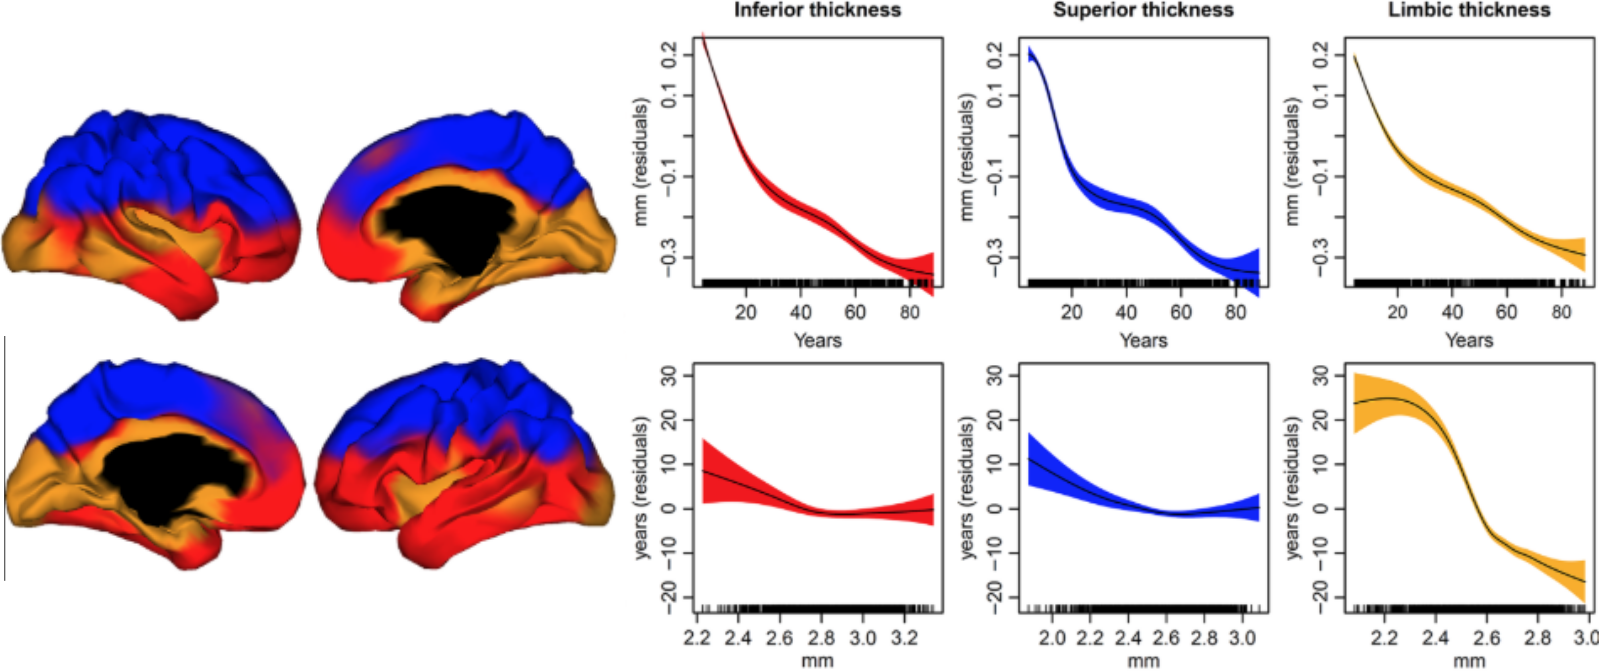 Inferior thickness
mm (residuals)
0.2
0.1
−0.1
−0.3
20 40 60 80
Years
Superior thickness
mm (residuals)
0.2
0.1
−0.1
−0.3
20 40 60 80
Years
Limbic thickness
mm (residuals)
0.2
0.1
−0.1
−0.3
20 40 60 80
Years
years (residuals)
30
20
10
0
−10
−20
2.2 2.4 2.6 2.8 3.0 3.2
mm
years (residuals)
30
20
10
0
−10
−20
2.0 2.2 2.4 2.6 2.8 3.0
mm
years (residuals)
30
20
10
0
−10
−20
2.2 2.4 2.6 2.8 3.0
mm